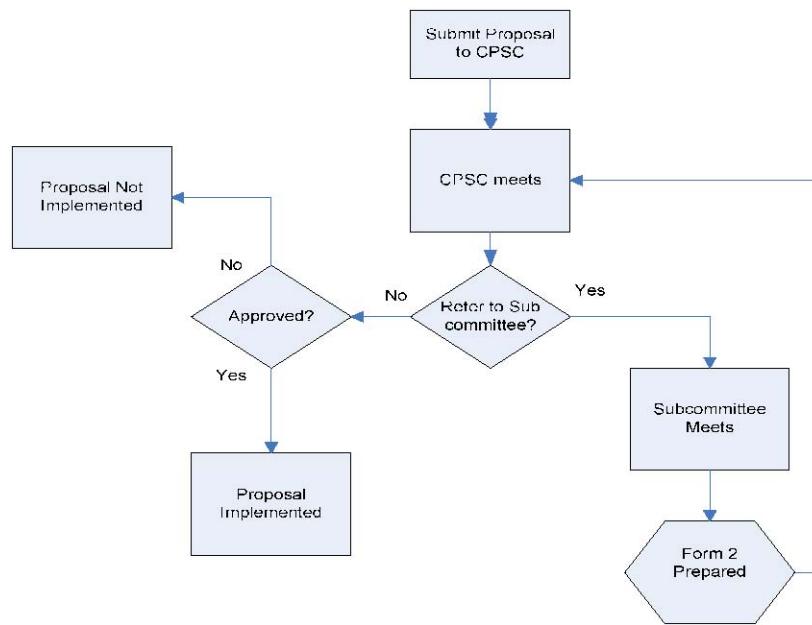 Submit Proposal
to CPSC
CPSC meets
Proposal Not
Implemented
No
Approved?
No
Refer to Sub
committee?
Yes
Yes
Subcommittee
Meets
Proposal
Implemented
Form 2
Prepared